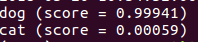 dog (score = 0.99941)
cat (score = 0.00059)